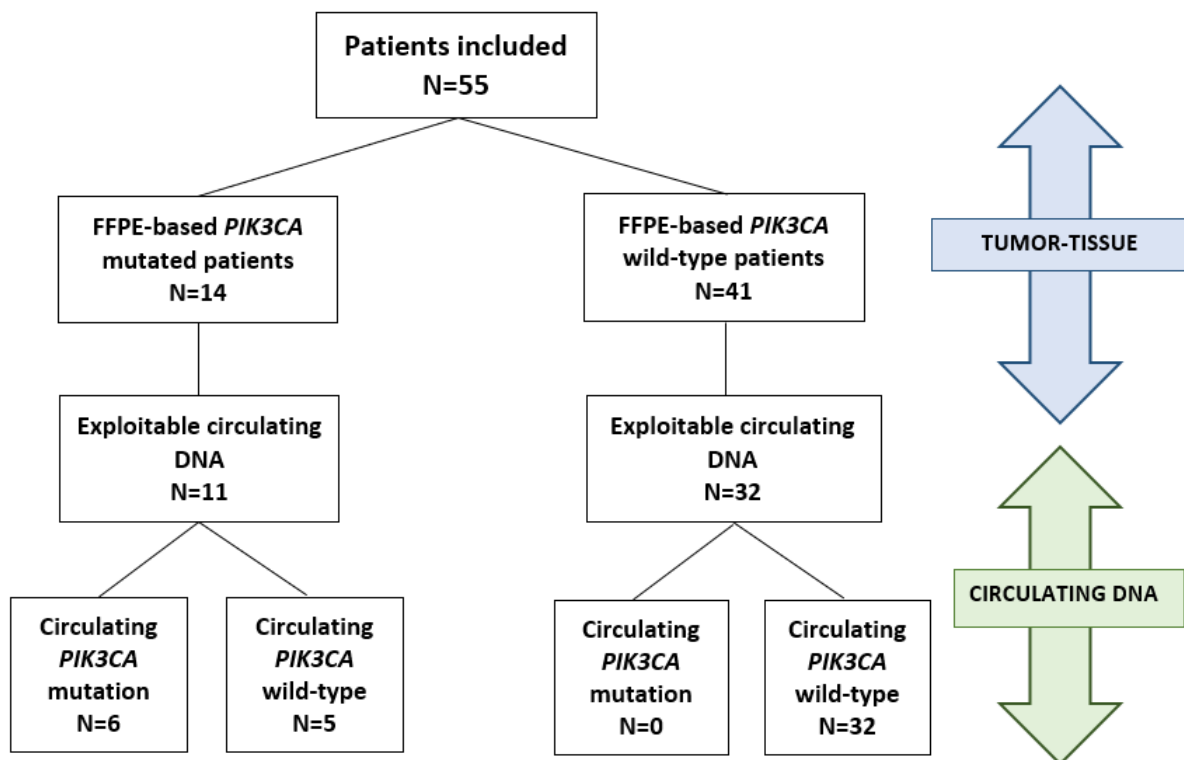 Patients included
N=55
FFPE-based PIK3CA
mutated patients
N=14
FFPE-based PIK3CA
wild-type patients
N=41
TUMOR-TISSUE
Exploitable circulating
DNA
N=11
Exploitable circulating
DNA
N=32
CIRCULATING DNA
Circulating
PIK3CA
mutation
N=6
Circulating
PIK3CA
wild-type
N=5
Circulating
PIK3CA
mutation
N=0
Circulating
PIK3CA
wild-type
N=32